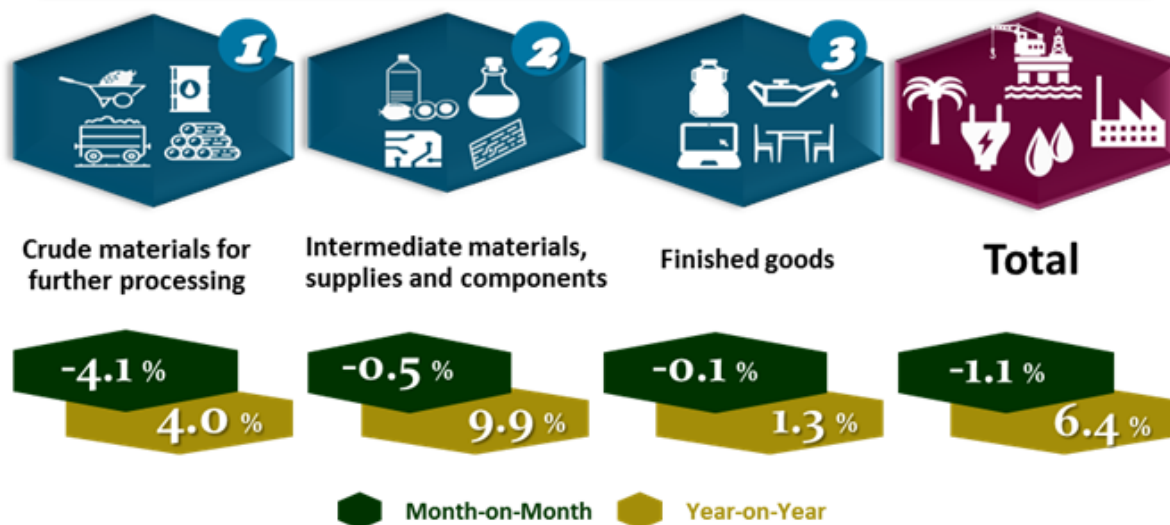 1
2
3
Crude materials for
further processing
Intermediate materials,
supplies and components
Finished goods
Total
-4.1 %
4.0 %
-0.5 %
9.9 %
-0.1 %
1.3 %
-1.1 %
6.4 %
Month-on-Month
Year-on-Year